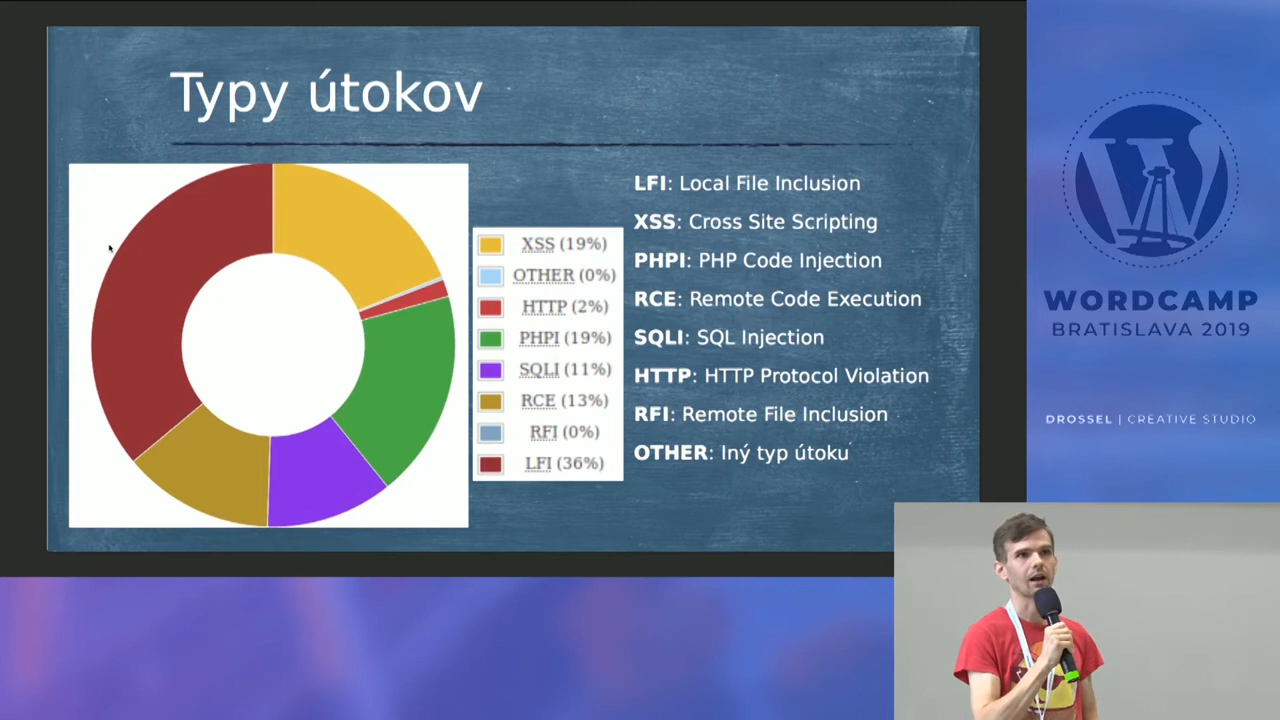 Typy útokov
XSS (19%)
OTHER (0%)
HTTP (2%)
PHPI (19%)
SQLI (11%)
RCE (13%)
RFI (0%)
LFI (36%)
LFI: Local File Inclusion
XSS: Cross Site Scripting
PHPI: PHP Code Injection
RCE: Remote Code Execution
SQLI: SQL Injection
HTTP: HTTP Protocol Violation
RFI: Remote File Inclusion
OTHER: Iný typ útoku
WORDCAMP
BRATISLAVA 2019
DROSSEL | CREATIVE STUDIO